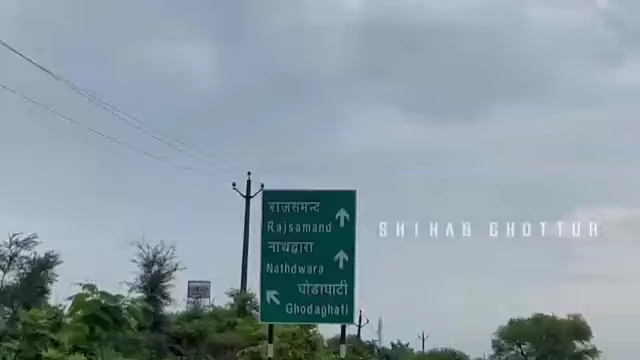 राजसमन्द
Rajsamand
नाथद्वारा
Nathdwara
घोडाघाटी
Ghodaghati
SHIHAB CHOTTUR